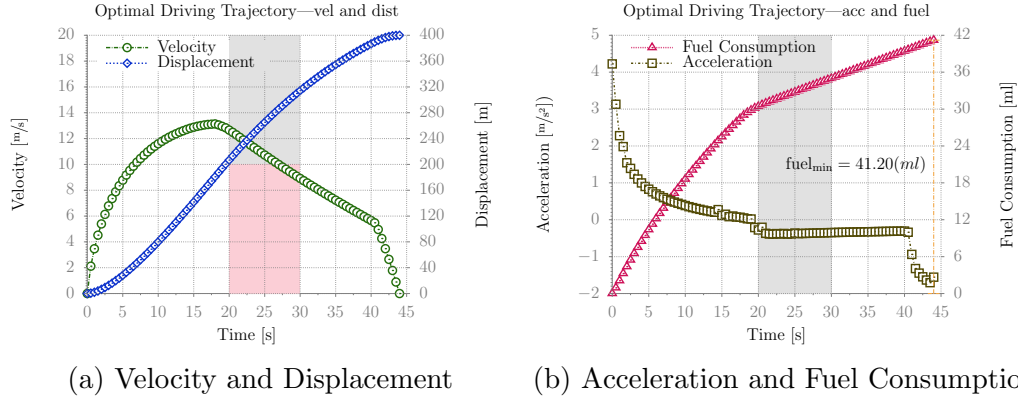 Optimal Driving Trajectory—vel and dist
Velocity
Displacement
Velocity [m/s]
20
18
16
14
12
10
8
6
4
2
0
Displacement [m]
400
360
320
280
240
200
160
120
80
40
0
0 5 10 15 20 25 30 35 40 45
Time [s]
(a) Velocity and Displacement
Optimal Driving Trajectory—acc and fuel
Fuel Consumption
Acceleration
fuel_min = 41.20(ml)
Acceleration [m/s²])
5
4
3
2
1
0
−1
−2
Fuel Consumption [ml]
42
36
30
24
18
12
6
0
0 5 10 15 20 25 30 35 40 45
Time [s]
(b) Acceleration and Fuel Consumptio